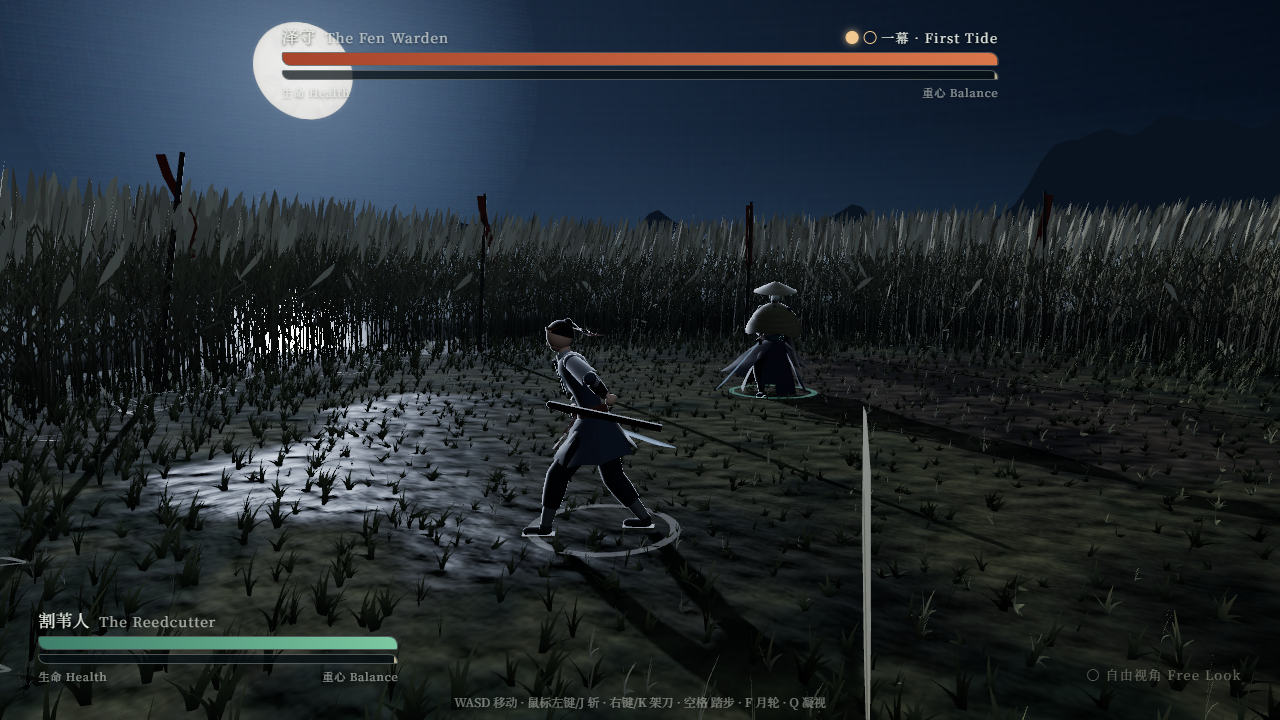 泽守 The Fen Warden
一幕 · First Tide
生命 Health
重心 Balance
割苇人 The Reedcutter
生命 Health
重心 Balance
自由视角 Free Look
WASD 移动 · 鼠标左键/J 斩 · 右键/K 架刀 · 空格 踏步 · F 月轮 · Q 凝视